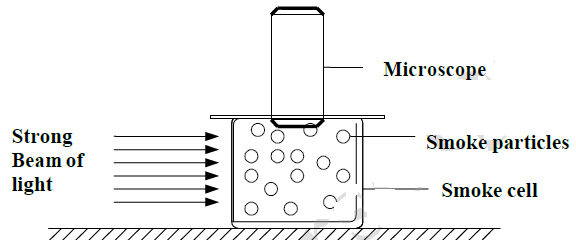 Microscope
Strong
Beam of
light
Smoke particles
Smoke cell